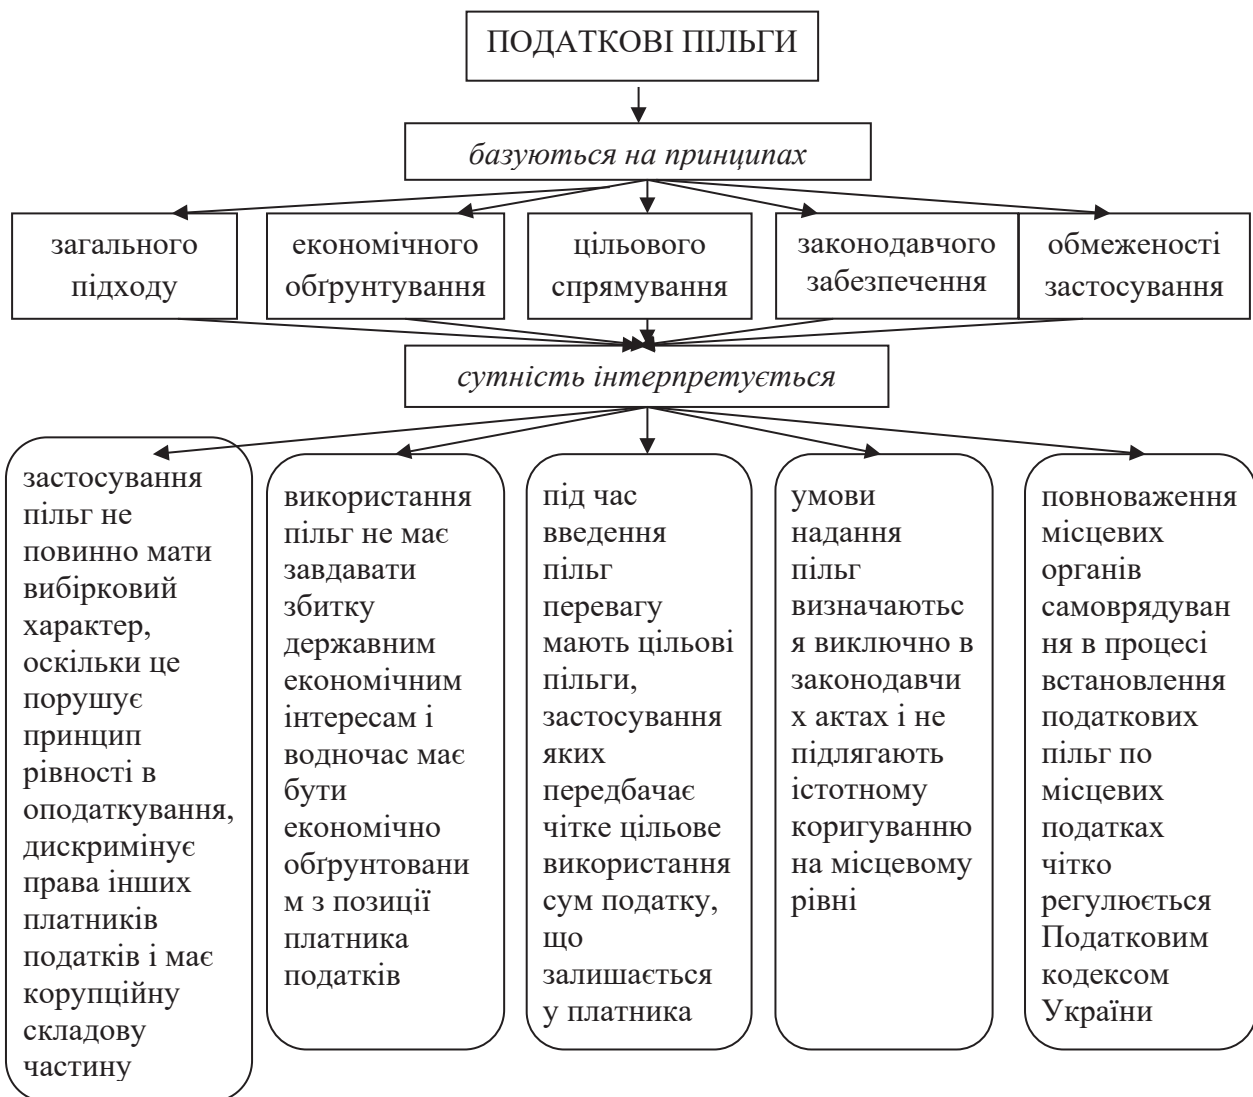 ПОДАТКОВІ ПІЛЬГИ
базуються на принципах
загального
підходу
економічного
обґрунтування
цільового
спрямування
законодавчого
забезпечення
обмеженості
застосування
сутність інтерпретується
застосування
пільг не
повинно мати
вибірковий
характер,
оскільки це
порушує
принцип
рівності в
оподаткування,
дискримінує
права інших
платників
податків і має
корупційну
складову
частину
використання
пільг не має
завдавати
збитку
державним
економічним
інтересам і
водночас має
бути
економічно
обґрунтовани
м з позиції
платника
податків
під час
введення
пільг
перевагу
мають цільові
пільги,
застосування
яких
передбачає
чітке цільове
використання
сум податку,
що
залишається
у платника
умови
надання
пільг
визначаютьс
я виключно в
законодавчи
х актах і не
підлягають
істотному
коригуванню
на місцевому
рівні
повноваження
місцевих
органів
самоврядуван
ня в процесі
встановлення
податкових
пільг по
місцевих
податках
чітко
регулюється
Податковим
кодексом
України